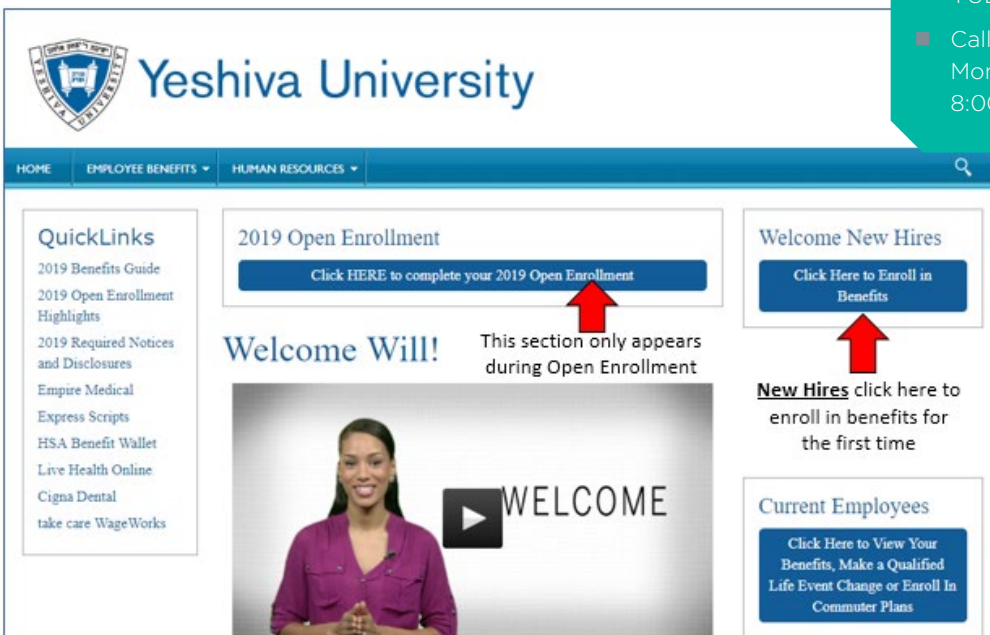 Yeshiva University
Call
8:00
HOME EMPLOYEE BENEFITS HUMAN RESOURCES
QuickLinks
2019 Benefits Guide
2019 Open Enrollment
Highlights
2019 Required Notices
and Disclosures
Empire Medical
Express Scripts
HSA Benefit Wallet
Live Health Online
Cigna Dental
take care WageWorks
2019 Open Enrollment
Click HERE to complete your 2019 Open Enrollment
This section only appears
during Open Enrollment
Welcome Will!
WELCOME
Welcome New Hires
Click Here to Enroll in
Benefits
New Hires click here to
enroll in benefits for
the first time
Current Employees
Click Here to View Your
Benefits, Make a Qualified
Life Event Change or Enroll In
Commuter Plans